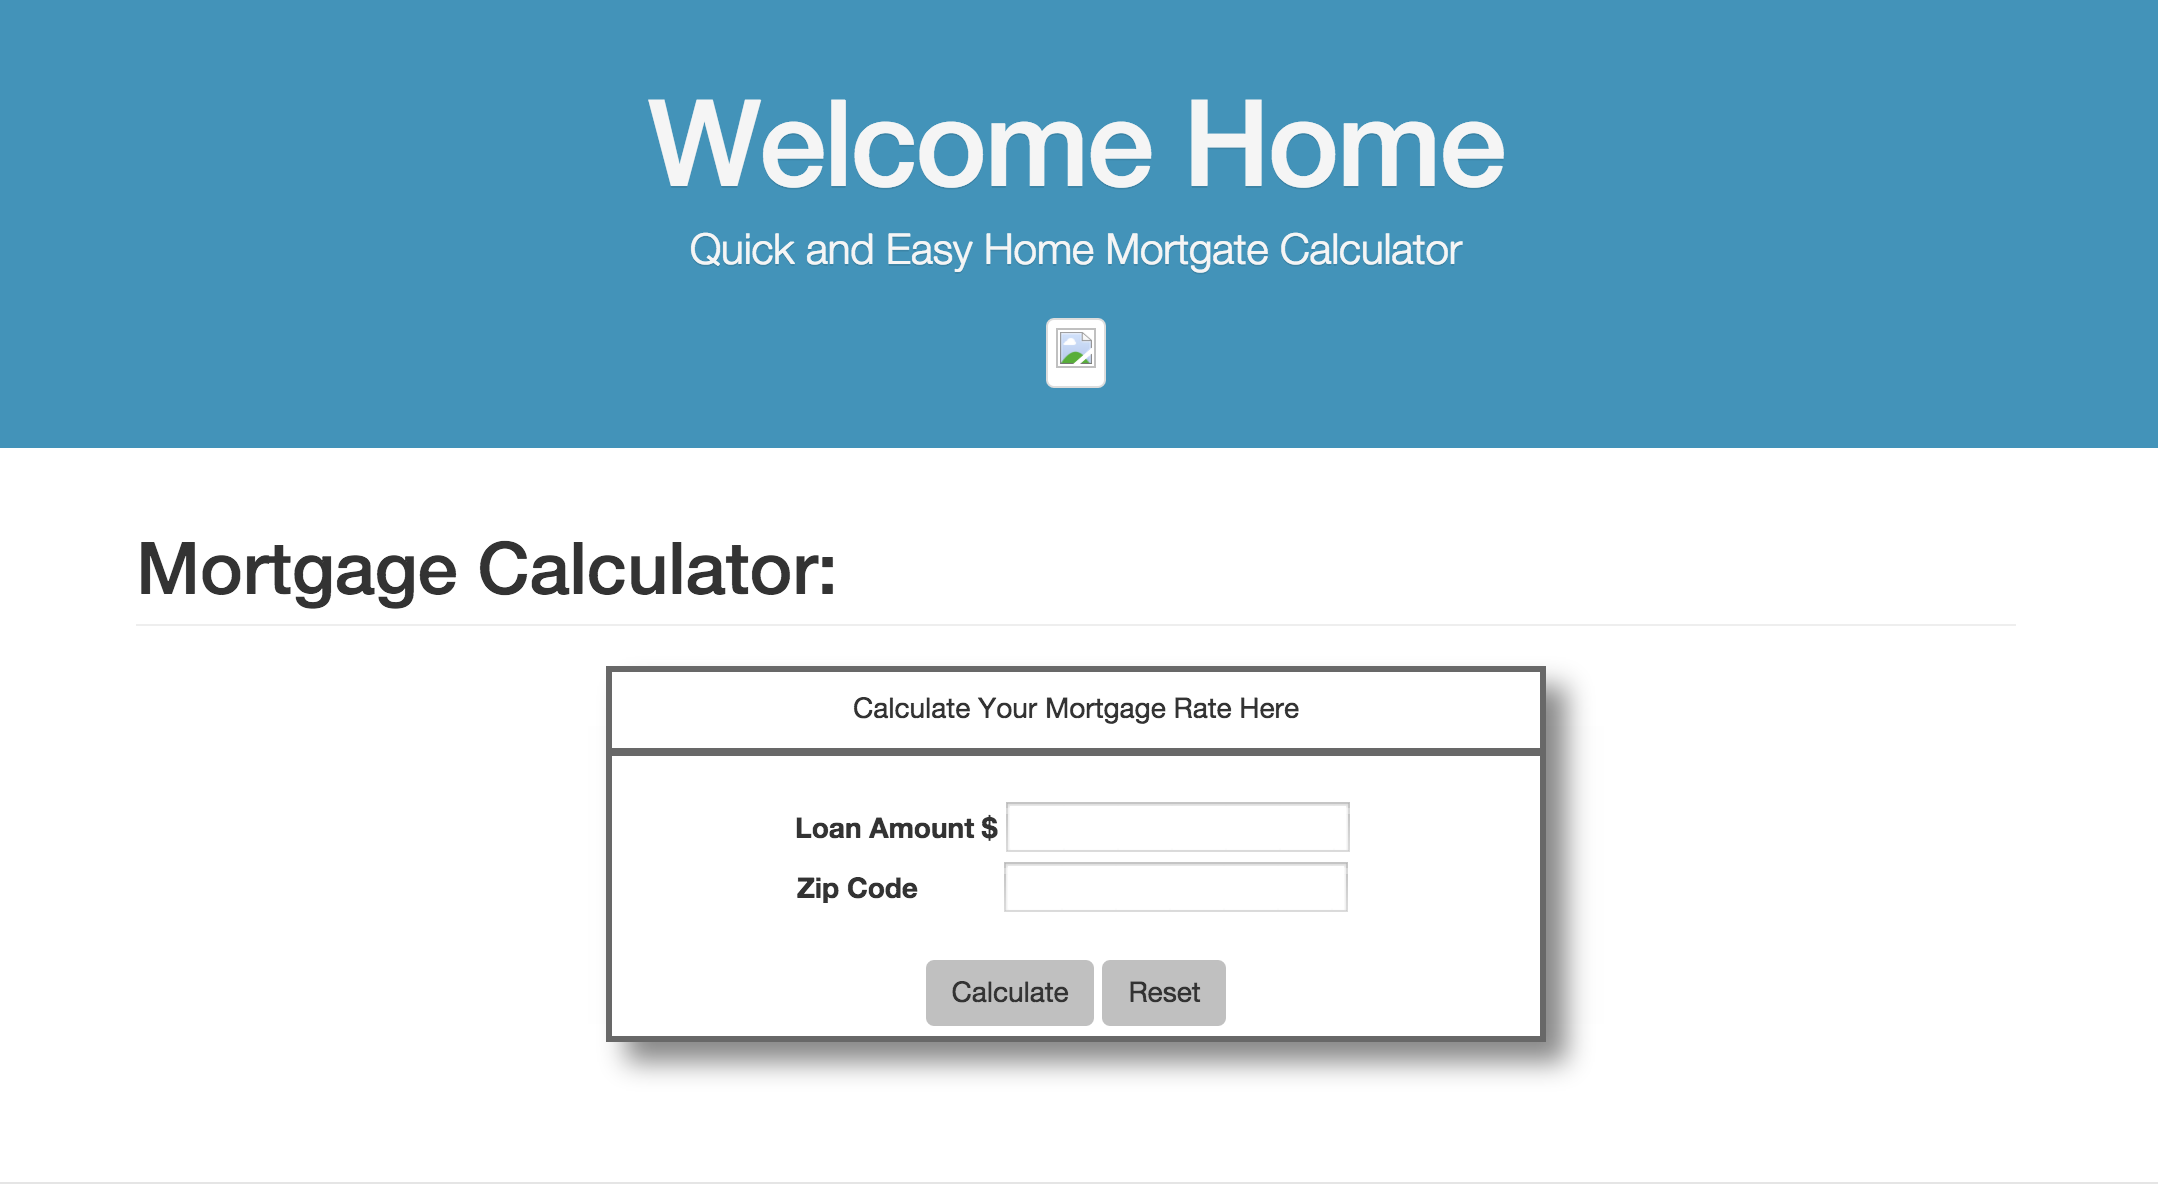 Welcome Home
Quick and Easy Home Mortgate Calculator
Mortgage Calculator:
Calculate Your Mortgage Rate Here
Loan Amount $
Zip Code
Calculate Reset